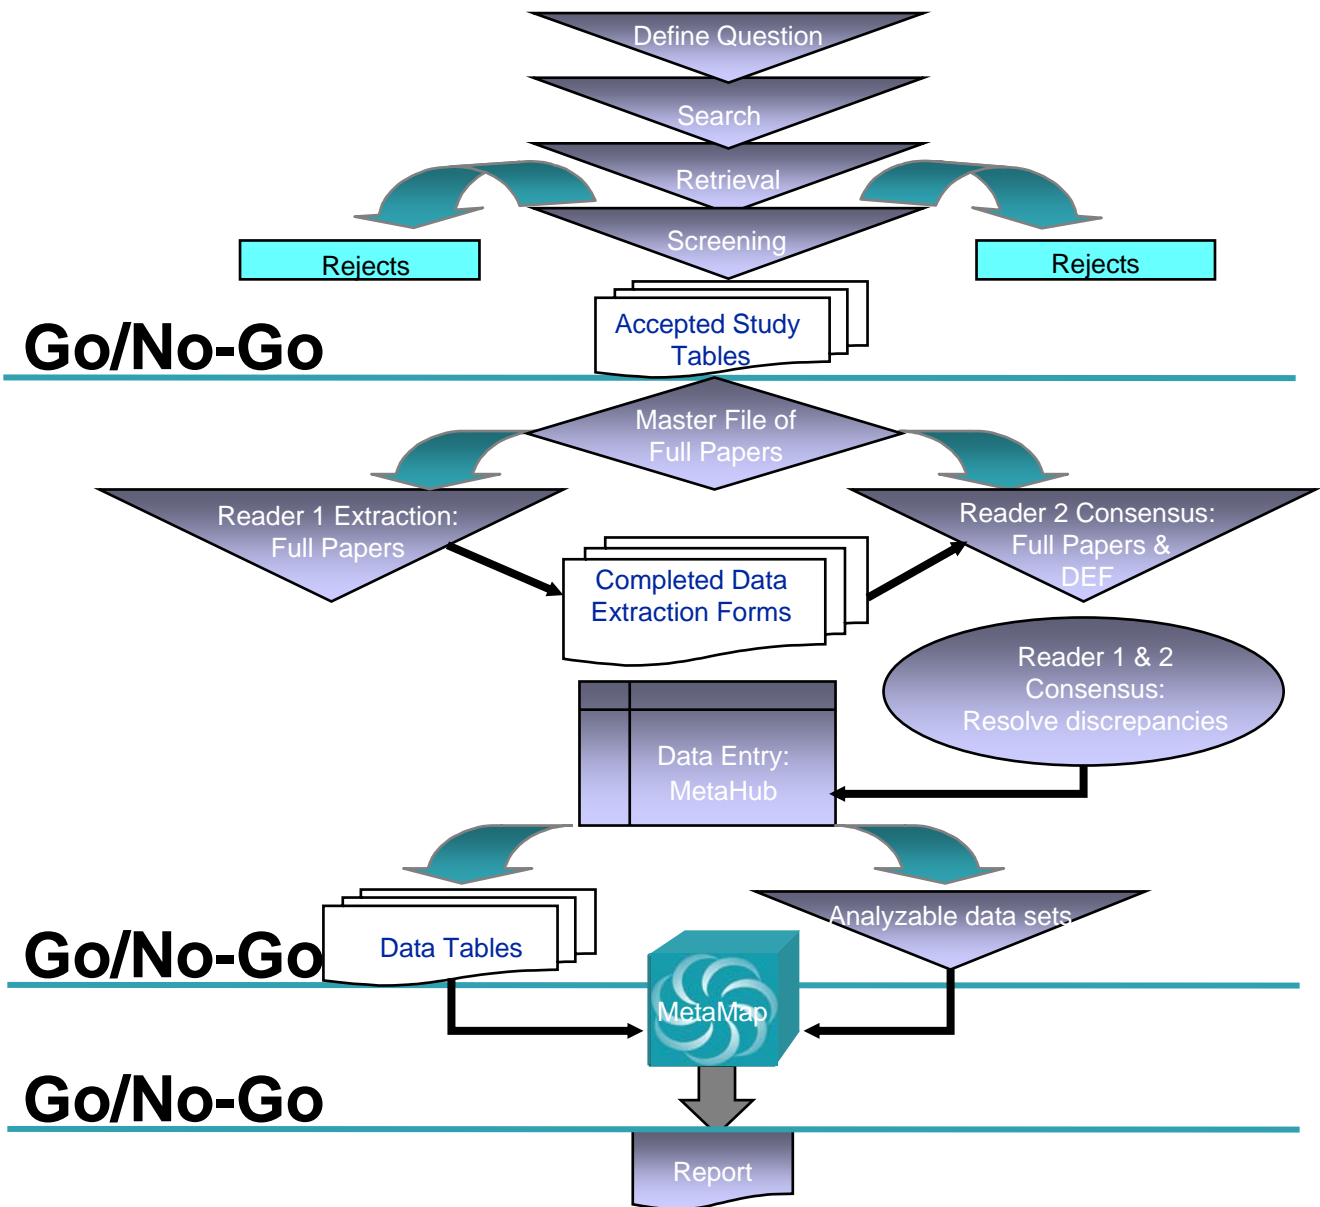 Define Question
Search
Retrieval
Screening
Rejects
Rejects
Accepted Study
Tables
Go/No-Go
Master File of
Full Papers
Reader 1 Extraction:
Full Papers
Reader 2 Consensus:
Full Papers &
DEF
Completed Data
Extraction Forms
Reader 1 & 2
Consensus:
Resolve discrepancies
Data Entry:
MetaHub
Data Tables
Analyzable data sets
Go/No-Go
MetaMap
Go/No-Go
Report